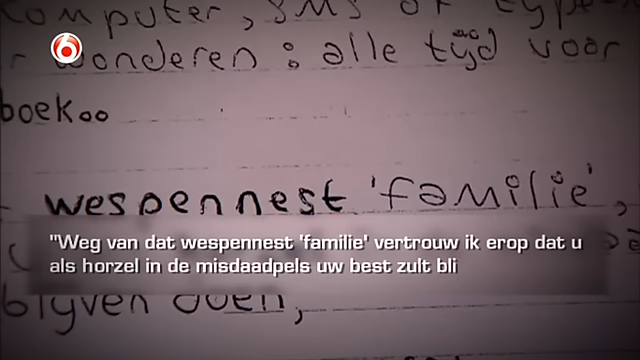 computer, SMS of type-
6
wonderen: alle tijd voor
boek..
wespennest 'familie',
"Weg van dat wespennest 'familie' vertrouw ik erop dat u
als horzel in de misdaadpels uw best zult bli
blijven doen,